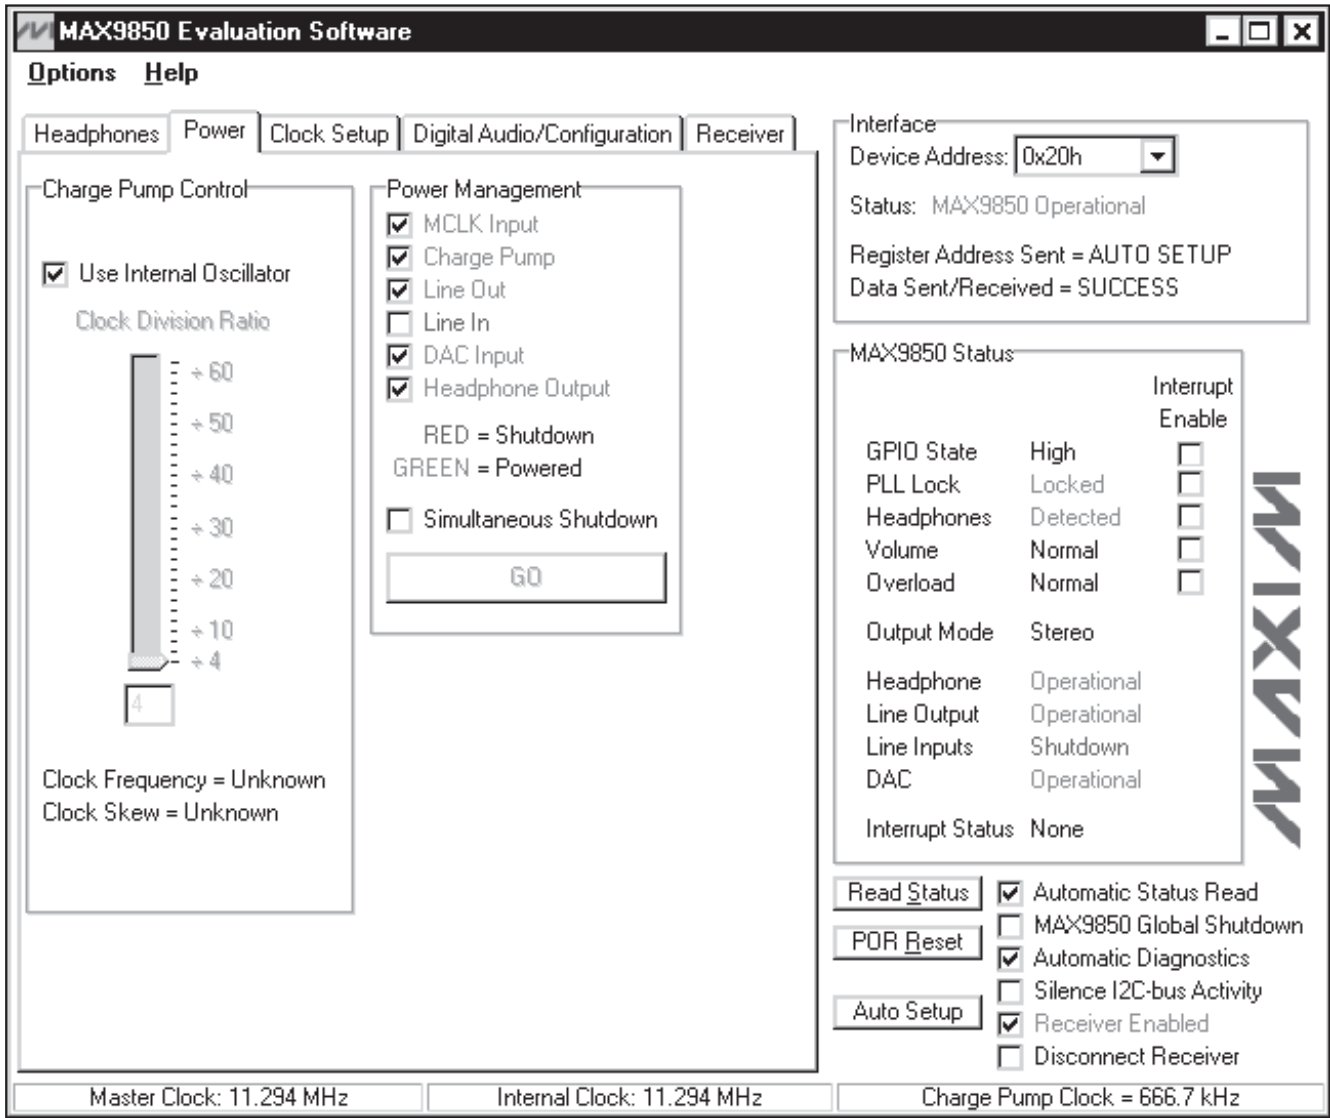 MAX9850 Evaluation Software
Options Help
Headphones Power Clock Setup Digital Audio/Configuration Receiver
Charge Pump Control
Use Internal Oscillator
Clock Division Ratio
÷ 60
÷ 50
÷ 40
÷ 30
÷ 20
÷ 10
÷ 4
4
Clock Frequency = Unknown
Clock Skew = Unknown
Power Management
MCLK Input
Charge Pump
Line Out
Line In
DAC Input
Headphone Output
RED = Shutdown
GREEN = Powered
Simultaneous Shutdown
GO
Interface
Device Address: 0x20h
Status: MAX9850 Operational
Register Address Sent = AUTO SETUP
Data Sent/Received = SUCCESS
MAX9850 Status
Interrupt
Enable
GPIO State High
PLL Lock Locked
Headphones Detected
Volume Normal
Overload Normal
Output Mode Stereo
Headphone Operational
Line Output Operational
Line Inputs Shutdown
DAC Operational
Interrupt Status None
MAXIM
Read Status
POR Reset
Auto Setup
Automatic Status Read
MAX9850 Global Shutdown
Automatic Diagnostics
Silence I2C-bus Activity
Receiver Enabled
Disconnect Receiver
Master Clock: 11.294 MHz
Internal Clock: 11.294 MHz
Charge Pump Clock = 666.7 kHz